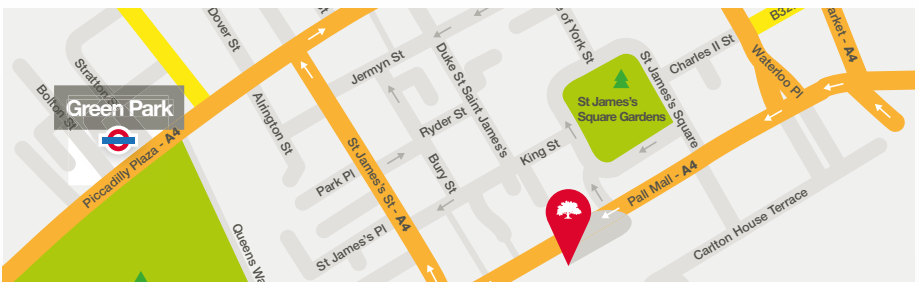 Dover St
St
Jermyn St
Duke St Saint James's
e of York St
St James's Square
Charles II St
B32
arket - A4
Waterloo Pl
Stratton St
Bolton St
Green Park
Alrington St
Piccadilly Plaza - A4
St James's
Square Gardens
Ryder St
St James's St - A4
King St
Bury St
Park Pl
Pall Mall - A4
St James's Pl
Queens Wa
Carlton House Terrace